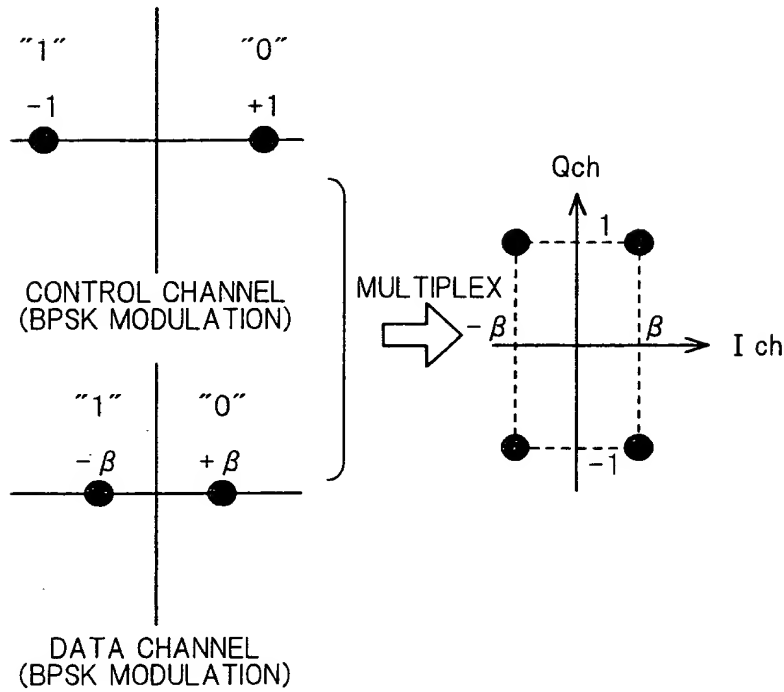 "1" "0"
-1 +1
CONTROL CHANNEL
(BPSK MODULATION)
"1" "0"
-β +β
DATA CHANNEL
(BPSK MODULATION)
MULTIPLEX
Qch
1
-β β
I ch
-1